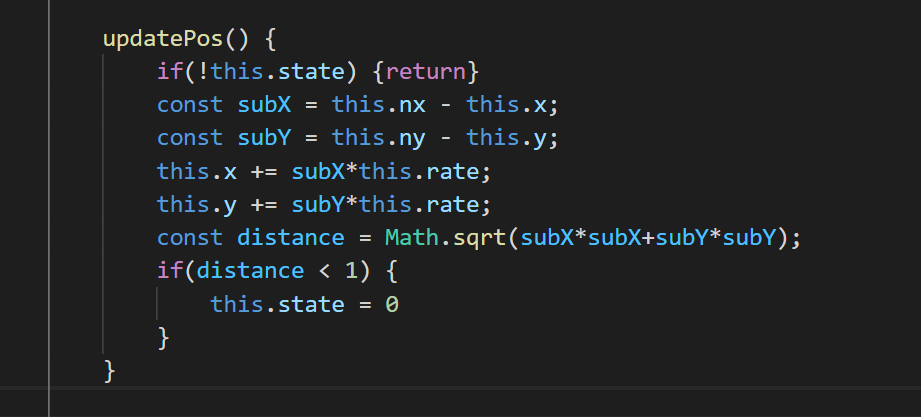 updatePos() {
    if(!this.state) {return}
    const subX = this.nx - this.x;
    const subY = this.ny - this.y;
    this.x += subX*this.rate;
    this.y += subY*this.rate;
    const distance = Math.sqrt(subX*subX+subY*subY);
    if(distance < 1) {
        this.state = 0
    }
}